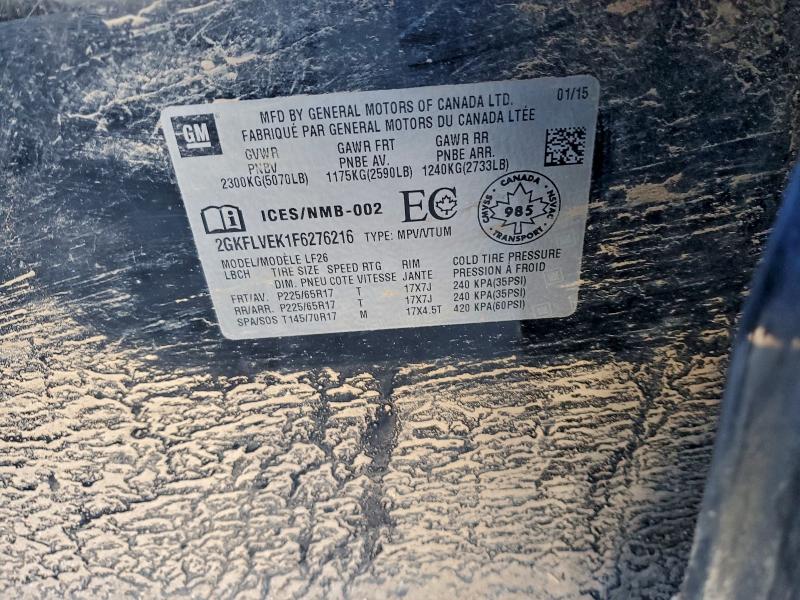 GM
MFD BY GENERAL MOTORS OF CANADA LTD.
01/15
FABRIQUÉ PAR GENERAL MOTORS DU CANADA LTÉE
GVWR GAWR FRT GAWR RR
PNBV PNBE AV. PNBE ARR.
2300KG(5070LB) 1175KG(2590LB) 1240KG(2733LB)
ICES/NMB-002 EC
CANADA
CMVSS 985 NSVAC
TRANSPORT
2GKFLVEK1F6276216 TYPE: MPV/VTUM
MODEL/MODÈLE LF26
LBCH TIRE SIZE SPEED RTG RIM COLD TIRE PRESSURE
DIM. PNEU COTE VITESSE JANTE PRESSION À FROID
FRT/AV. P225/65R17 T 17X7J 240 KPA(35PSI)
RR/ARR. P225/65R17 T 17X7J 240 KPA(35PSI)
SPA/SOS T145/70R17 M 17X4.5T 420 KPA(60PSI)